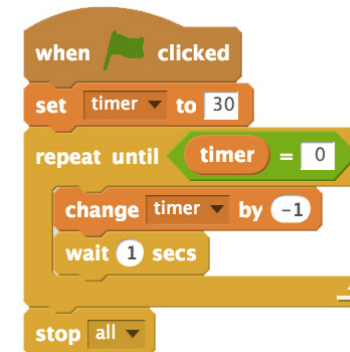 when clicked
set timer to 30
repeat until timer = 0
change timer by -1
wait 1 secs
stop all